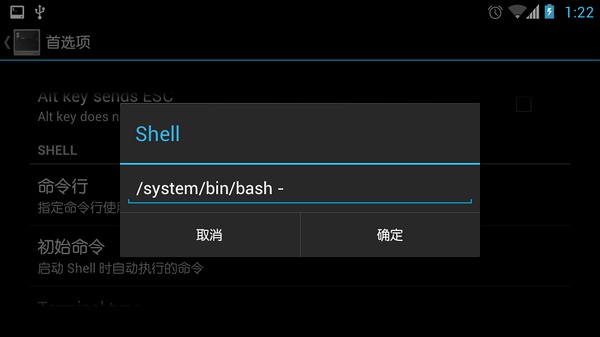 1:22
首选项
Alt key sends ESC
Alt key does n
SHELL
命令行
指定命令行使
初始命令
启动 Shell 时自动执行的命令
Terminal type
Shell
/system/bin/bash -
取消
确定